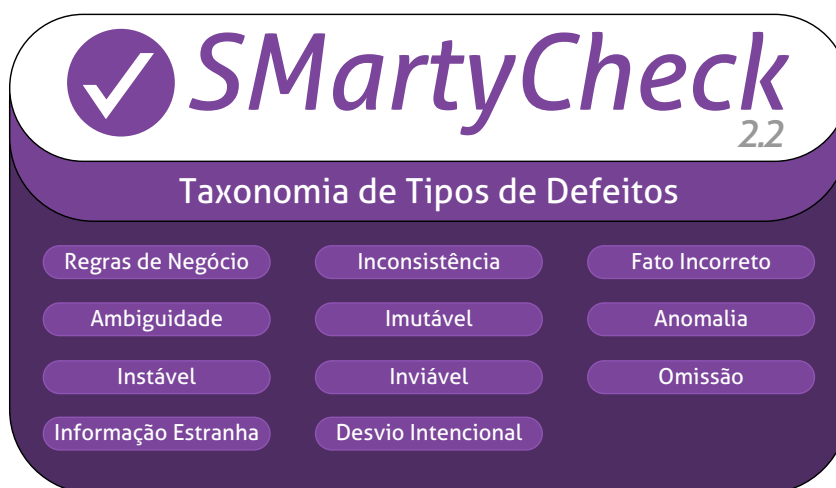 SMartyCheck
2.2
Taxonomia de Tipos de Defeitos
Regras de Negócio
Inconsistência
Fato Incorreto
Ambiguidade
Imutável
Anomalia
Instável
Inviável
Omissão
Informação Estranha
Desvio Intencional